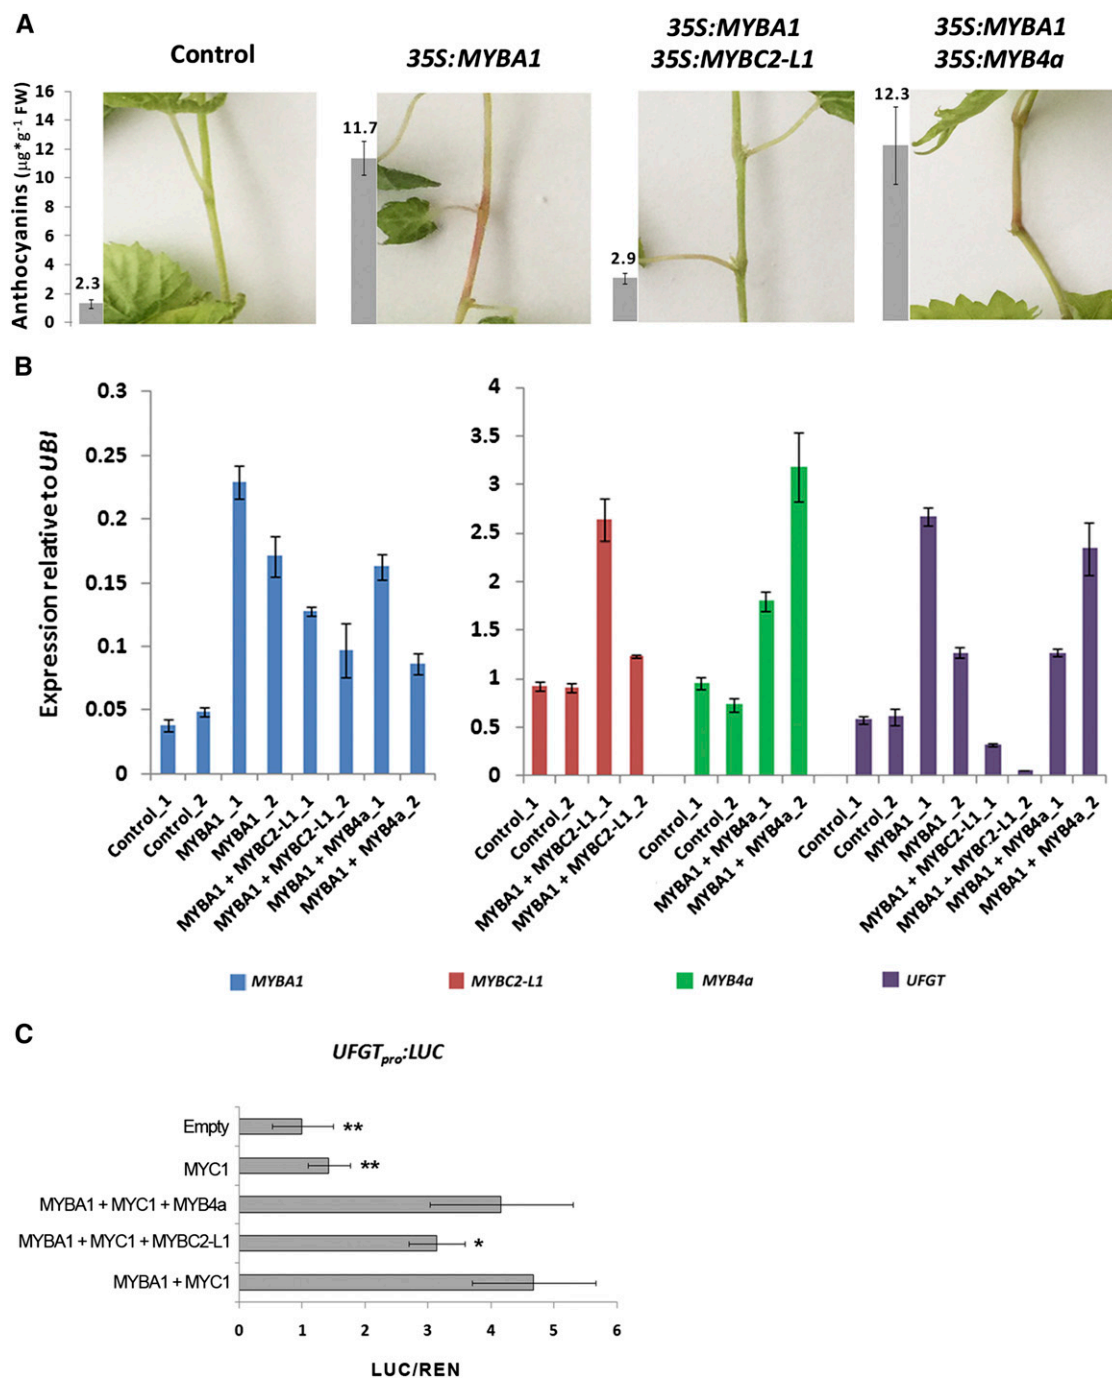 A
Control
35S:MYBA1
35S:MYBA1
35S:MYBC2-L1
35S:MYBA1
35S:MYB4a
Anthocyanins (µg*g⁻¹ FW)
16
14
12
10
8
6
4
2
0
2.3
11.7
2.9
12.3
B
Expression relative to UBI
0.3
0.25
0.2
0.15
0.1
0.05
0
Control_1
Control_2
MYBA1_1
MYBA1_2
MYBA1 + MYBC2-L1_1
MYBA1 + MYBC2-L1_2
MYBA1 + MYB4a_1
MYBA1 + MYB4a_2
4
3.5
3
2.5
2
1.5
1
0.5
0
Control_1
Control_2
MYBA1 + MYBC2-L1_1
MYBA1 + MYBC2-L1_2
Control_1
Control_2
MYBA1 + MYB4a_1
MYBA1 + MYB4a_2
Control_1
Control_2
MYBA1_1
MYBA1_2
MYBA1 + MYBC2-L1_1
MYBA1 + MYBC2-L1_2
MYBA1 + MYB4a_1
MYBA1 + MYB4a_2
MYBA1
MYBC2-L1
MYB4a
UFGT
C
UFGTpro:LUC
Empty
**
MYC1
**
MYBA1 + MYC1 + MYB4a
MYBA1 + MYC1 + MYBC2-L1
*
MYBA1 + MYC1
0 1 2 3 4 5 6
LUC/REN